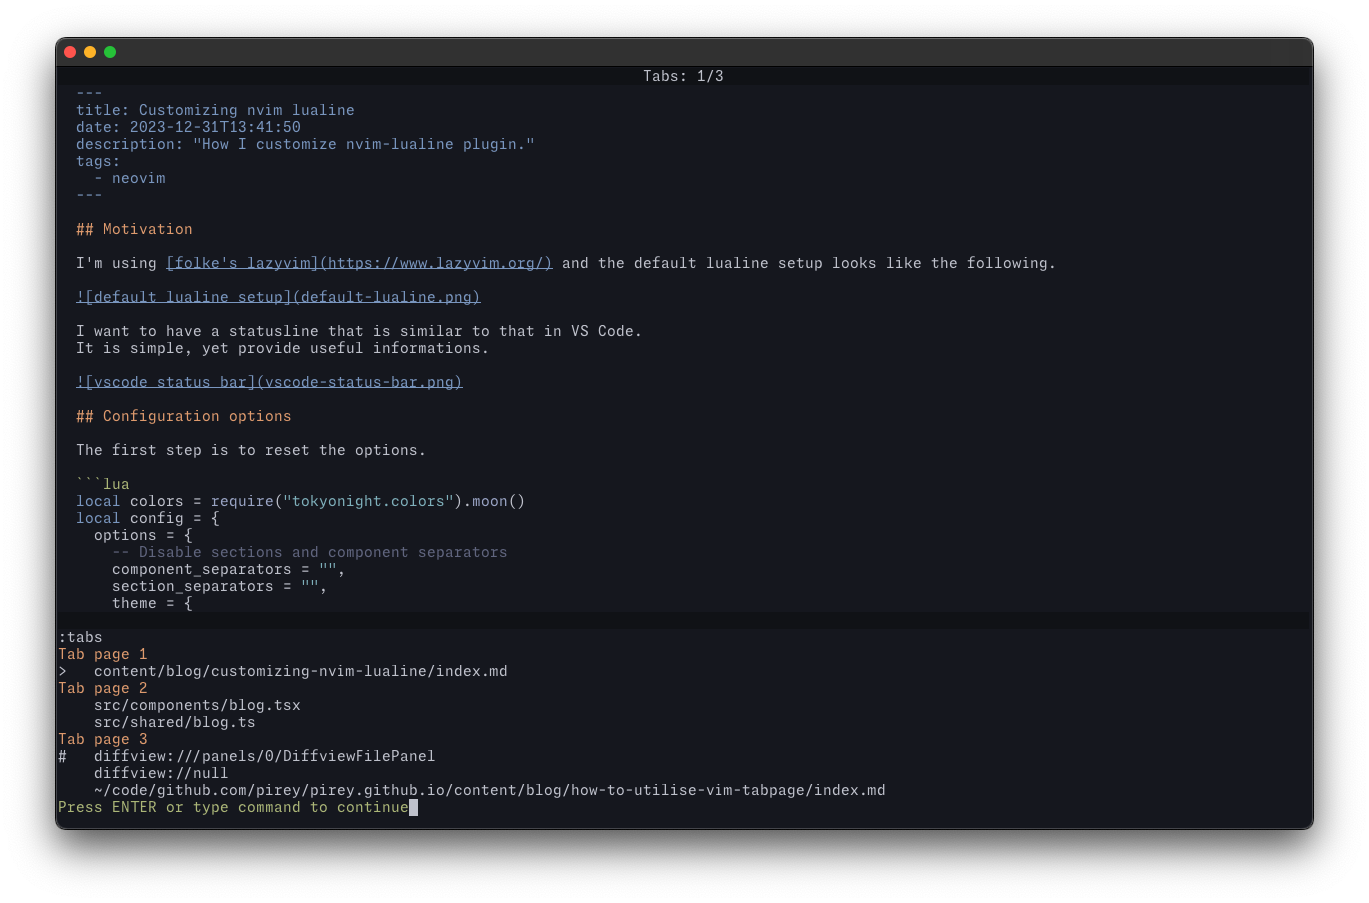 Tabs: 1/3
---
title: Customizing nvim lualine
date: 2023-12-31T13:41:50
description: "How I customize nvim-lualine plugin."
tags:
  - neovim
---
## Motivation
I'm using [folke's lazyvim](https://www.lazyvim.org/) and the default lualine setup looks like the following.
![default lualine setup](default-lualine.png)
I want to have a statusline that is similar to that in VS Code.
It is simple, yet provide useful informations.
![vscode status bar](vscode-status-bar.png)
## Configuration options
The first step is to reset the options.
```lua
local colors = require("tokyonight.colors").moon()
local config = {
  options = {
    -- Disable sections and component separators
    component_separators = "",
    section_separators = "",
    theme = {
:tabs
Tab page 1
>   content/blog/customizing-nvim-lualine/index.md
Tab page 2
    src/components/blog.tsx
    src/shared/blog.ts
Tab page 3
#   diffview:///panels/0/DiffviewFilePanel
    diffview://null
    ~/code/github.com/pirey/pirey.github.io/content/blog/how-to-utilise-vim-tabpage/index.md
Press ENTER or type command to continue